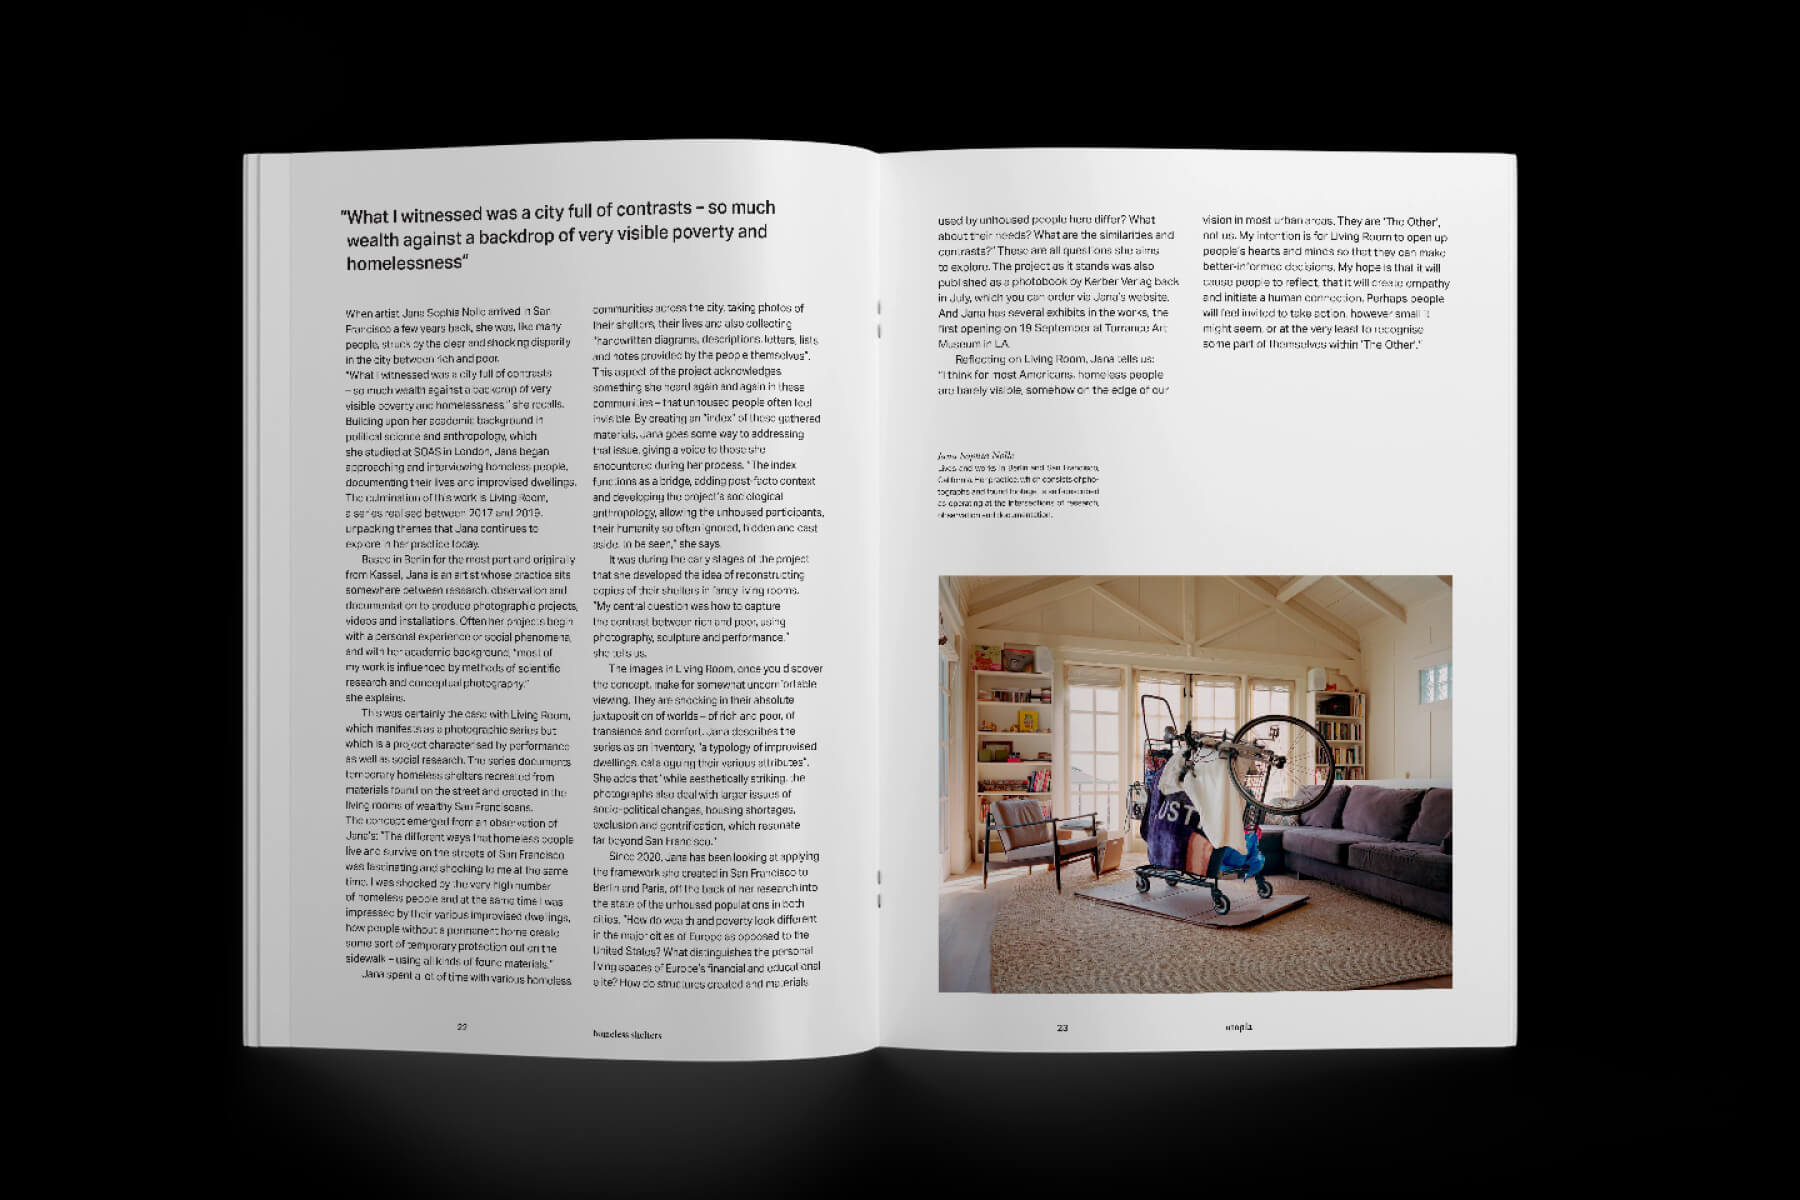 "What I witnessed was a city full of contrasts – so much
wealth against a backdrop of very visible poverty and
homelessness"
When artist Jana Sophia Nolle arrived in San
Francisco a few years back, she was, like many
people, struck by the clear and shocking disparity
in the city between rich and poor.
"What I witnessed was a city full of contrasts
– so much wealth against a backdrop of very
visible poverty and homelessness," she recalls.
Building upon her academic background in
political science and anthropology, which
she studied at SOAS in London, Jana began
approaching and interviewing homeless people,
documenting their lives and improvised dwellings.
The culmination of this work is Living Room,
a series realised between 2017 and 2019,
unpacking themes that Jana continues to
explore in her practice today.
Based in Berlin for the most part and originally
from Kassel, Jana is an artist whose practice sits
somewhere between research, observation and
documentation to produce photographic projects,
videos and installations. Often her projects begin
with a personal experience or social phenomena,
and with her academic background, "most of
my work is influenced by methods of scientific
research and conceptual photography,"
she explains.
This was certainly the case with Living Room,
which manifests as a photographic series but
which is a project characterised by performance
as well as social research. The series documents
temporary homeless shelters recreated from
materials found on the street and erected in the
living rooms of wealthy San Franciscans.
The concept emerged from an observation of
Jana's: "The different ways that homeless people
live and survive on the streets of San Francisco
was fascinating and shocking to me at the same
time. I was shocked by the very high number
of homeless people and at the same time I was
impressed by their various improvised dwellings,
how people without a permanent home create
some sort of temporary protection out on the
sidewalk – using all kinds of found materials."
Jana spent a lot of time with various homeless
communities across the city, taking photos of
their shelters, their lives and also collecting
"handwritten diagrams, descriptions, letters, lists
and notes provided by the people themselves".
This aspect of the project acknowledges
something she heard again and again in these
communities – that unhoused people often feel
invisible. By creating an "index" of these gathered
materials, Jana goes some way to addressing
that issue, giving a voice to those she
encountered during her process. "The index
functions as a bridge, adding post-facto context
and developing the project's sociological
anthropology, allowing the unhoused participants,
their humanity so often ignored, hidden and cast
aside, to be seen," she says.
It was during the early stages of the project
that she developed the idea of reconstructing
copies of their shelters in fancy living rooms.
"My central question was how to capture
the contrast between rich and poor, using
photography, sculpture and performance,"
she tells us.
The images in Living Room, once you discover
the concept, make for somewhat uncomfortable
viewing. They are shocking in their absolute
juxtaposition of worlds – of rich and poor, of
transience and comfort. Jana describes the
series as an inventory, "a typology of improvised
dwellings, cataloguing their various attributes".
She adds that "while aesthetically striking, the
photographs also deal with larger issues of
socio-political changes, housing shortages,
exclusion and gentrification, which resonate
far beyond San Francisco."
Since 2020, Jana has been looking at applying
the framework she created in San Francisco to
Berlin and Paris, off the back of her research into
the state of the unhoused populations in both
cities. "How do wealth and poverty look different
in the major cities of Europe as opposed to the
United States? What distinguishes the personal
living spaces of Europe's financial and educational
elite? How do structures created and materials
22
homeless shelters
used by unhoused people here differ? What
about their needs? What are the similarities and
contrasts?" These are all questions she aims
to explore. The project as it stands was also
published as a photobook by Kerber Verlag back
in July, which you can order via Jana's website.
And Jana has several exhibits in the works, the
first opening on 19 September at Torrance Art
Museum in LA.
Reflecting on Living Room, Jana tells us:
"I think for most Americans, homeless people
are barely visible, somehow on the edge of our
vision in most urban areas. They are 'The Other',
not us. My intention is for Living Room to open up
people's hearts and minds so that they can make
better-informed decisions. My hope is that it will
cause people to reflect, that it will create empathy
and initiate a human connection. Perhaps people
will feel invited to take action, however small it
might seem, or at the very least to recognise
some part of themselves within 'The Other'."
Jana Sophia Nolle
Lives and works in Berlin and San Francisco,
California. Her practice, which consists of pho-
tographs and found footage, is self-described
as operating at the intersections of research,
observation and documentation.
UST
23
utopia